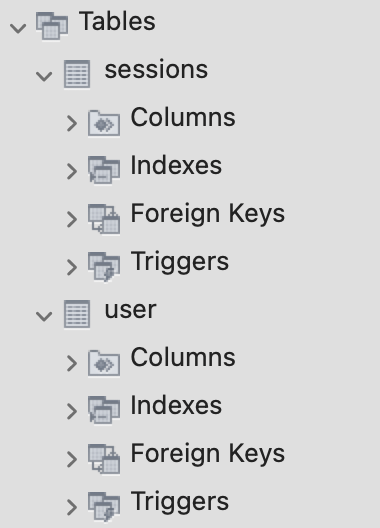 Tables
sessions
Columns
Indexes
Foreign Keys
Triggers
user
Columns
Indexes
Foreign Keys
Triggers